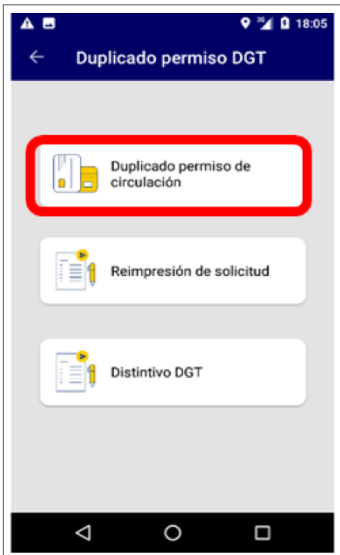 18:05
Duplicado permiso DGT
Duplicado permiso de
circulación
Reimpresión de solicitud
Distintivo DGT